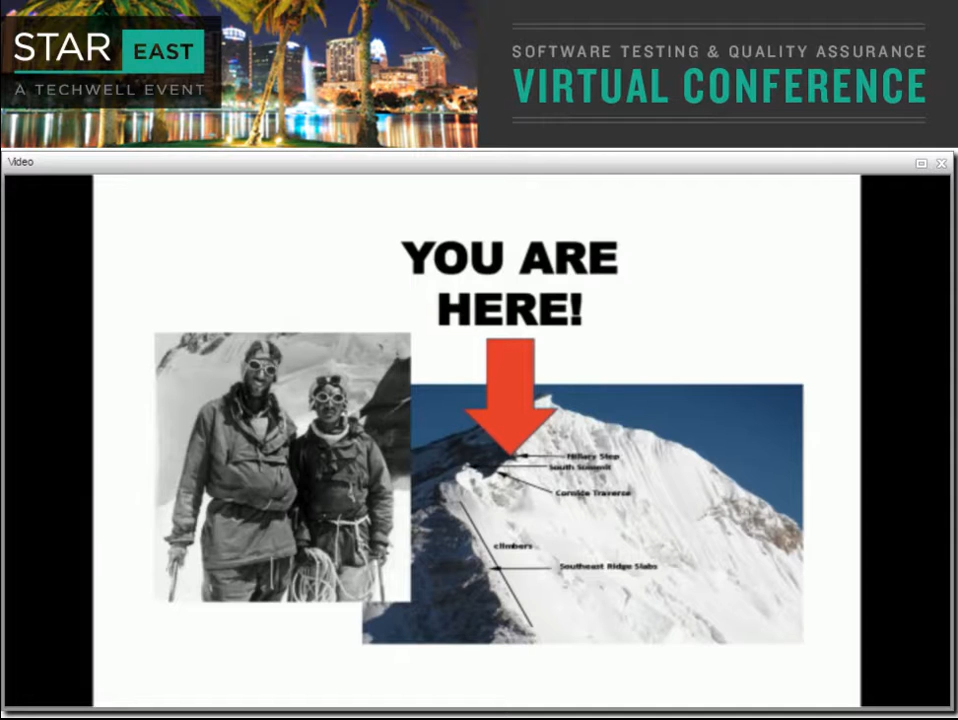 STAR EAST
A TECHWELL EVENT
SOFTWARE TESTING & QUALITY ASSURANCE
VIRTUAL CONFERENCE
Video
YOU ARE
HERE!
Hillary Step
South Summit
Cornice Traverse
climbers
Southeast Ridge Slabs